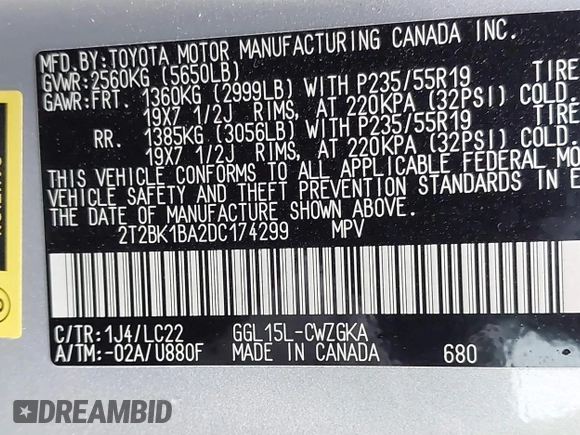 MFD.BY:TOYOTA MOTOR MANUFACTURING CANADA INC.
GVWR:2560KG (5650LB)
GAWR:FRT. 1360KG (2999LB) WITH P235/55R19 TIRE
19X7 1/2J RIMS, AT 220KPA (32PSI) COLD.
RR. 1385KG (3056LB) WITH P235/55R19 TIRE
19X7 1/2J RIMS, AT 220KPA (32PSI) COLD.
THIS VEHICLE CONFORMS TO ALL APPLICABLE FEDERAL MO
VEHICLE SAFETY AND THEFT PREVENTION STANDARDS IN E
THE DATE OF MANUFACTURE SHOWN ABOVE.
2T2BK1BA2DC174299 MPV
C/TR:1J4/LC22 GGL15L-CWZGKA
A/TM:-02A/U880F MADE IN CANADA 680
DREAMBID